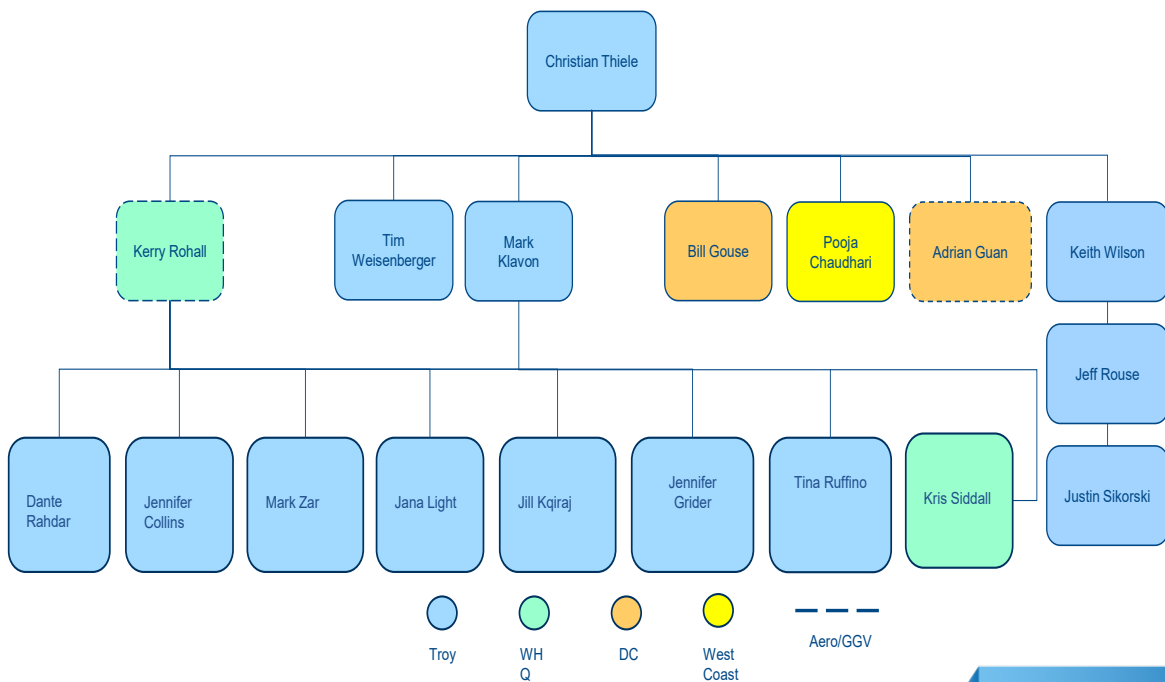 Christian Thiele
Kerry Rohall
Tim
Weisenberger
Mark
Klavon
Bill Gouse
Pooja
Chaudhari
Adrian Guan
Keith Wilson
Jeff Rouse
Dante
Rahdar
Jennifer
Collins
Mark Zar
Jana Light
Jill Kqiraj
Jennifer
Grider
Tina Ruffino
Kris Siddall
Justin Sikorski
Troy
WH
Q
DC
West
Coast
Aero/GGV